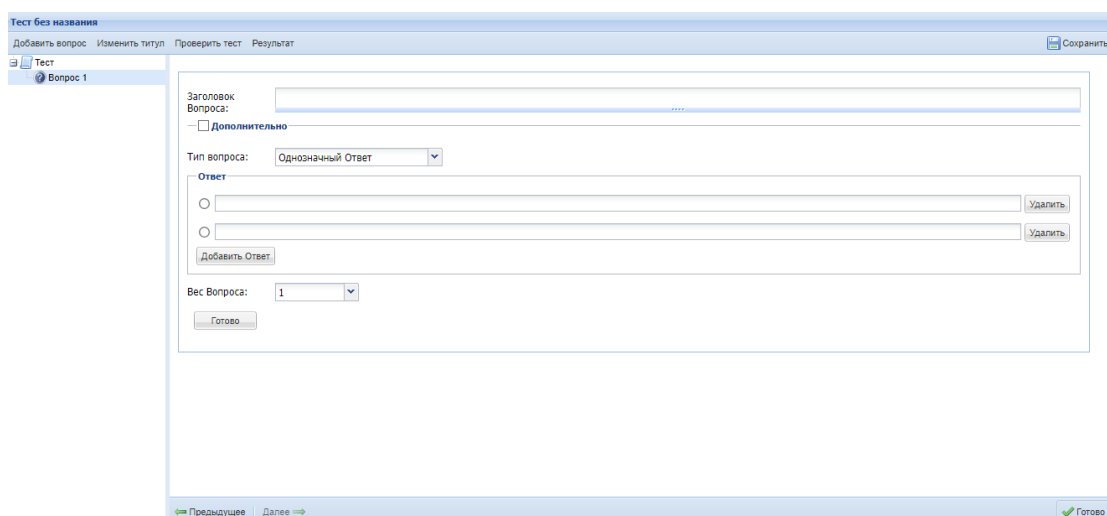 Тест без названия
Добавить вопрос Изменить титул Проверить тест Результат Сохранить
Тест
Вопрос 1
Заголовок
Вопроса:
Дополнительно
Тип вопроса: Однозначный Ответ
Ответ
Удалить
Удалить
Добавить Ответ
Вес Вопроса: 1
Готово
Предыдущее Далее Готово